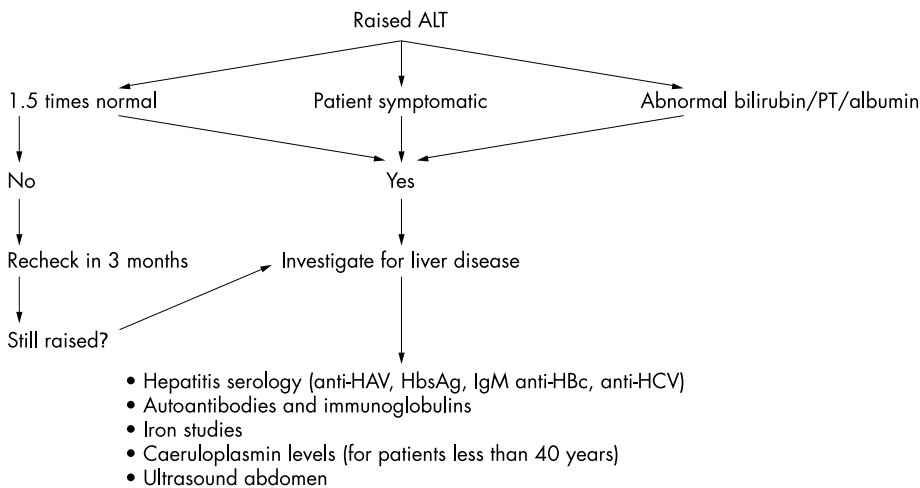 Raised ALT
1.5 times normal
Patient symptomatic
Abnormal bilirubin/PT/albumin
No
Yes
Recheck in 3 months
Investigate for liver disease
Still raised?
• Hepatitis serology (anti-HAV, HbsAg, IgM anti-HBc, anti-HCV)
• Autoantibodies and immunoglobulins
• Iron studies
• Caeruloplasmin levels (for patients less than 40 years)
• Ultrasound abdomen